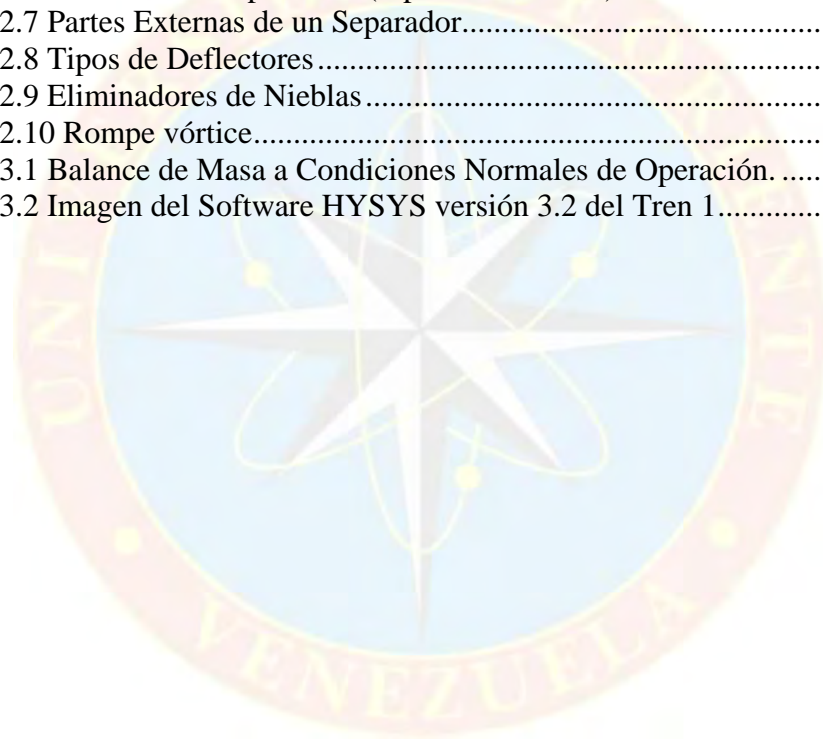 2.7 Partes Externas de un Separador..........................................
2.8 Tipos de Deflectores..............................................................
2.9 Eliminadores de Nieblas........................................................
2.10 Rompe vórtice......................................................................
3.1 Balance de Masa a Condiciones Normales de Operación. .....
3.2 Imagen del Software HYSYS versión 3.2 del Tren 1.............
VENEZUELA